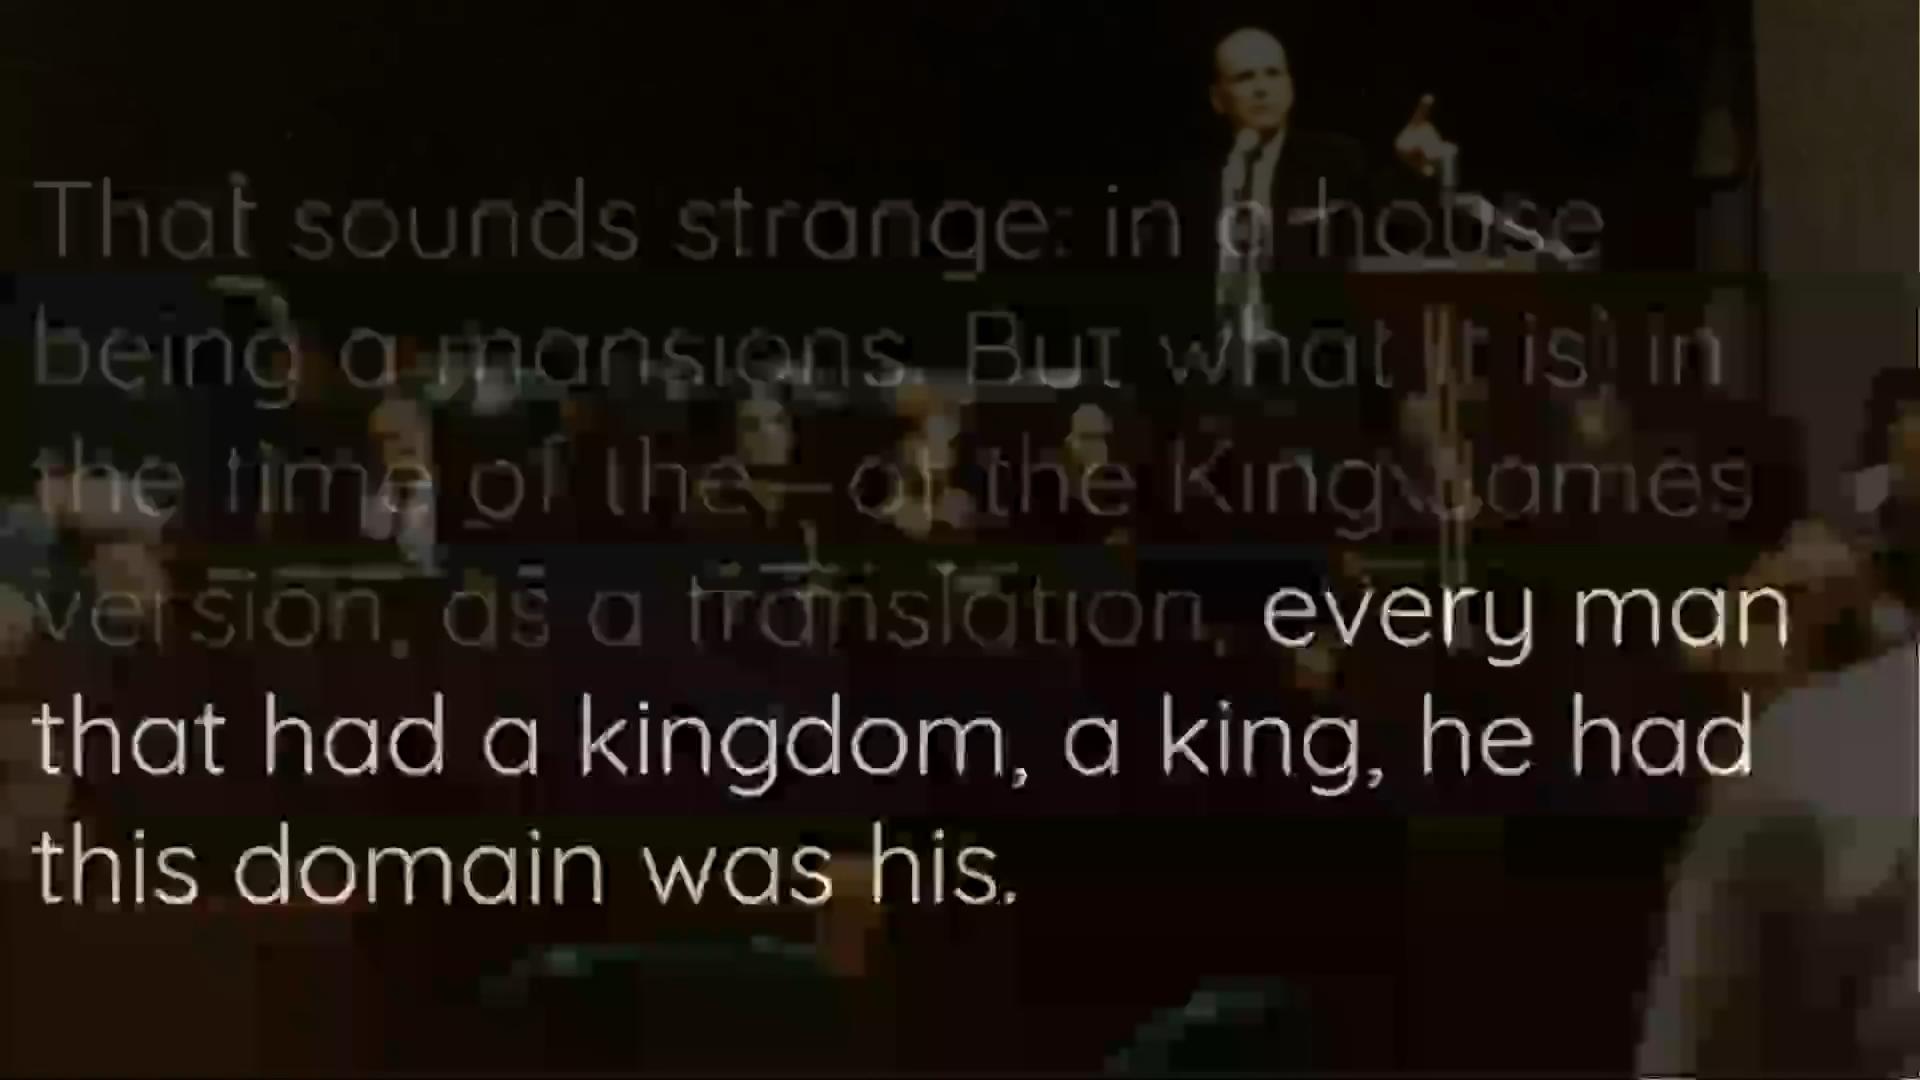 That sounds strange: in a house
being a mansions. But what it is, in
the time of the—of the King James
version, as a translation, every man
that had a kingdom, a king, he had
this domain was his.